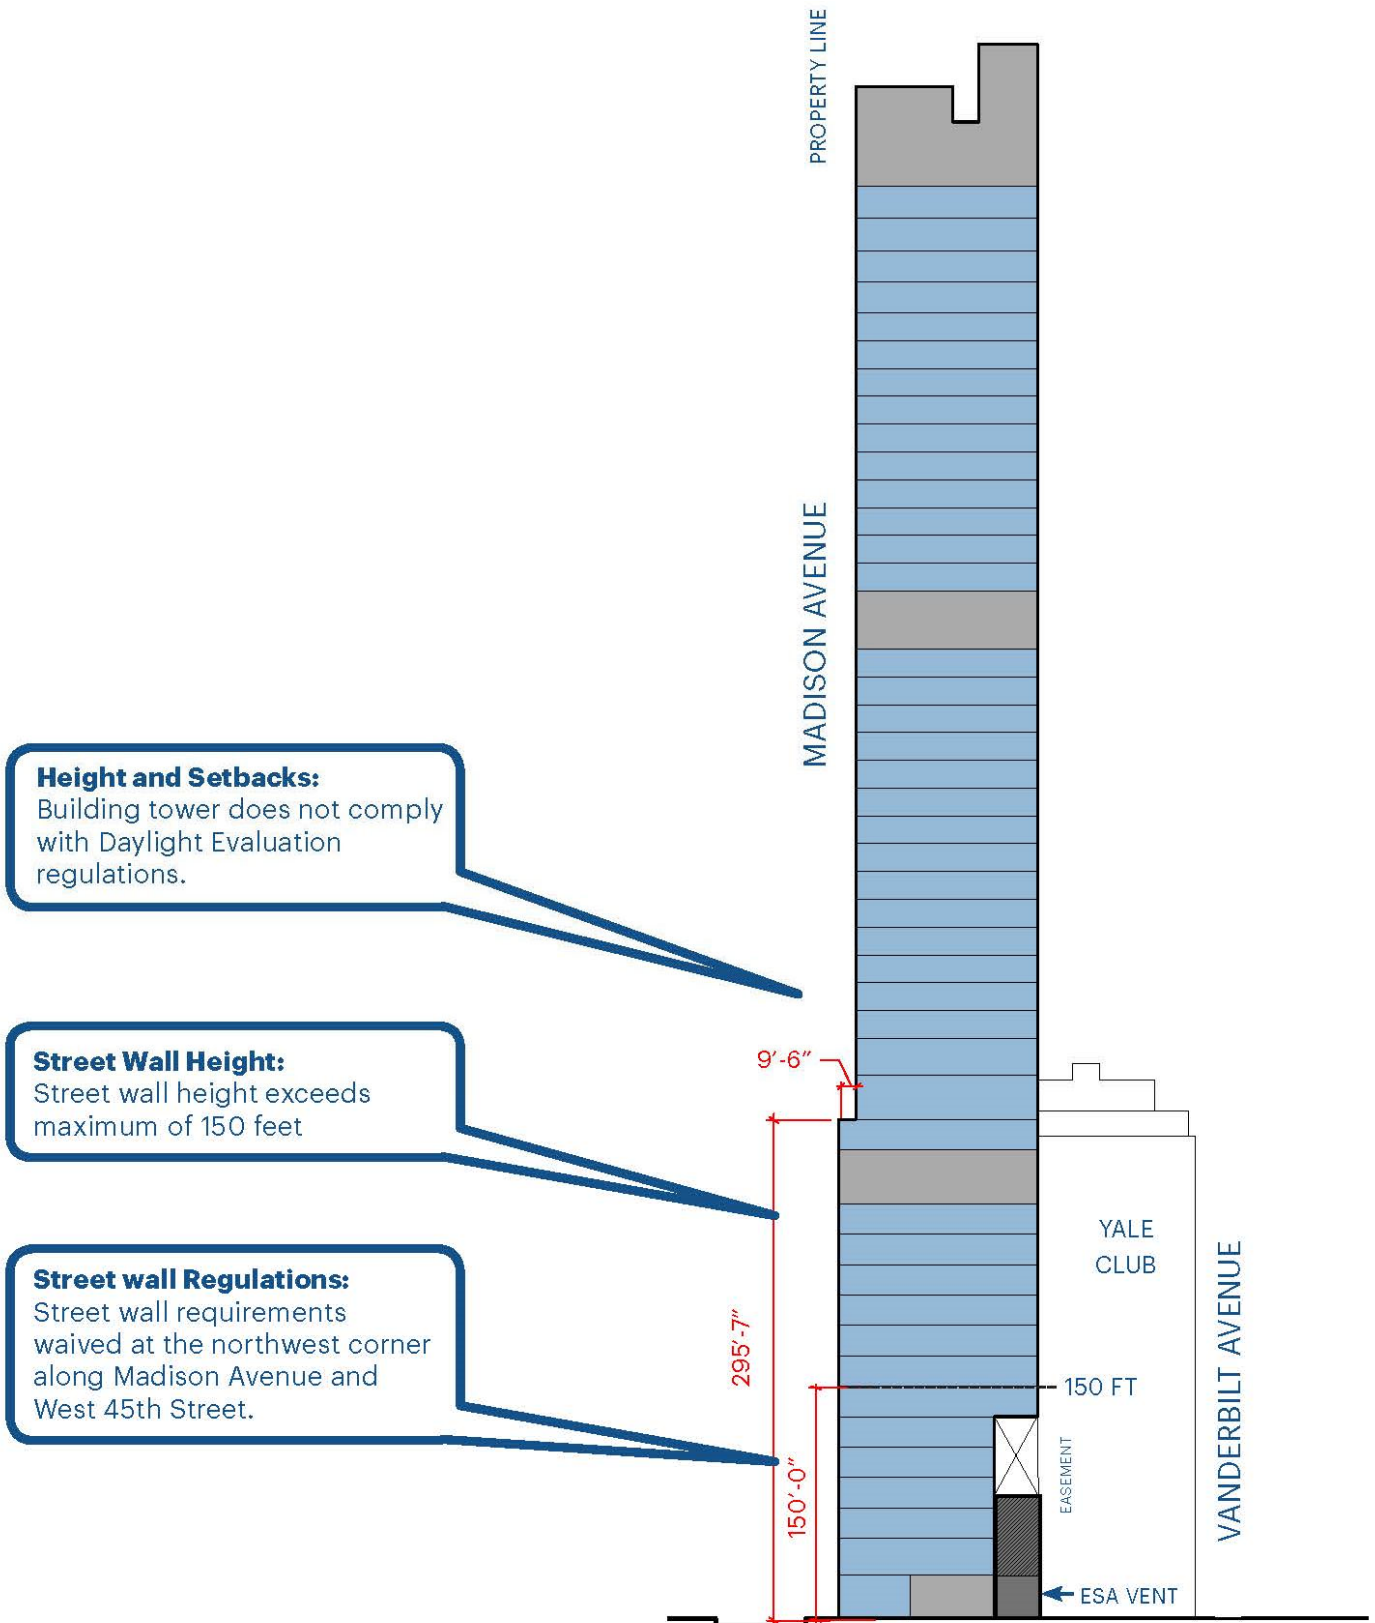 PROPERTY LINE
MADISON AVENUE
Height and Setbacks:
Building tower does not comply
with Daylight Evaluation
regulations.
9'-6"
Street Wall Height:
Street wall height exceeds
maximum of 150 feet
YALE
CLUB
Street wall Regulations:
Street wall requirements
waived at the northwest corner
along Madison Avenue and
West 45th Street.
295'-7"
150 FT
150'-0"
EASEMENT
VANDERBILT AVENUE
ESA VENT